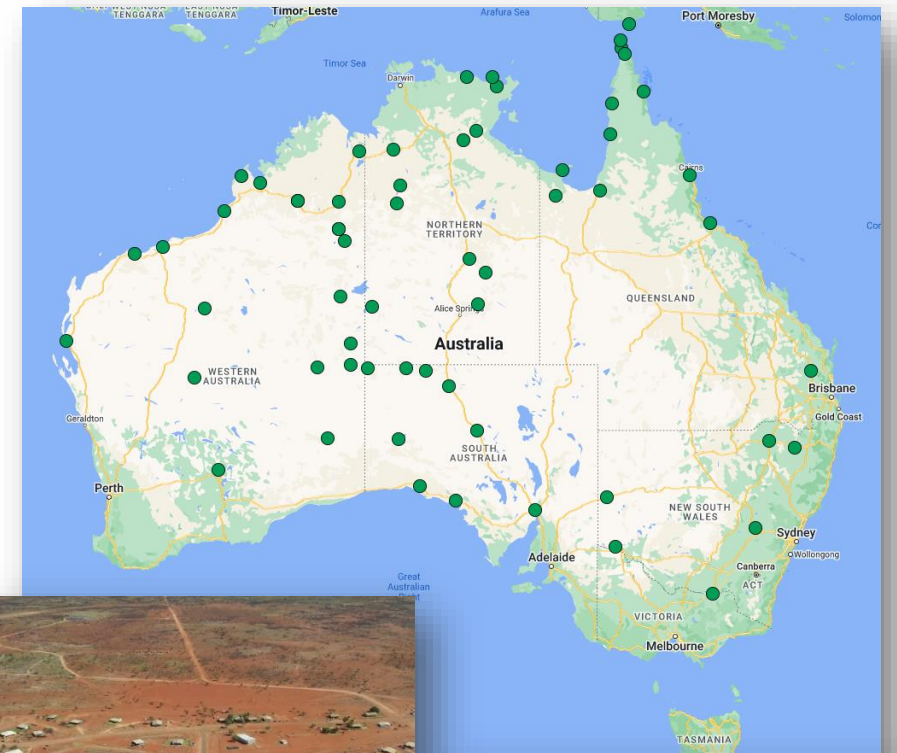 TENGGARA
TENGGARA
Timor-Leste
Arafura Sea
Port Moresby
Solomon
Timor Sea
Darwin
Cairns
Cor
NORTHERN
TERRITORY
QUEENSLAND
Alice Sprin
Australia
WESTERN
AUSTRALIA
Brisbane
Gold Coast
Geraldton
SOUTH
AUSTRALIA
Perth
NEW SOUTH
WALES
Sydney
Wollongong
Adelaide
Canberra
ACT
Great
Australian
VICTORIA
Melbourne
TASMANIA